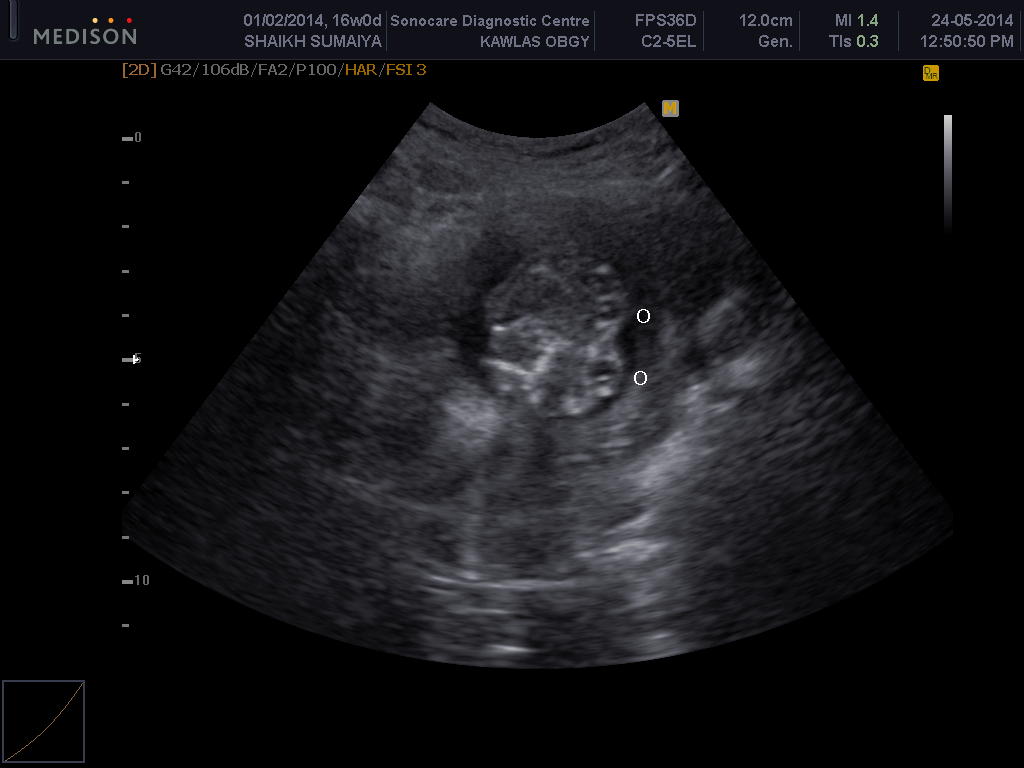 MEDISON
01/02/2014, 16w0d
SHAIKH SUMAIYA
Sonocare Diagnostic Centre
KAWLAS OBGY
FPS36D
C2-5EL
12.0cm
Gen.
MI 1.4
TIs 0.3
24-05-2014
12:50:50 PM
[2D] G42/106dB/FA2/P100/HAR/FSI 3
DMR
M
0
O
O
5
10